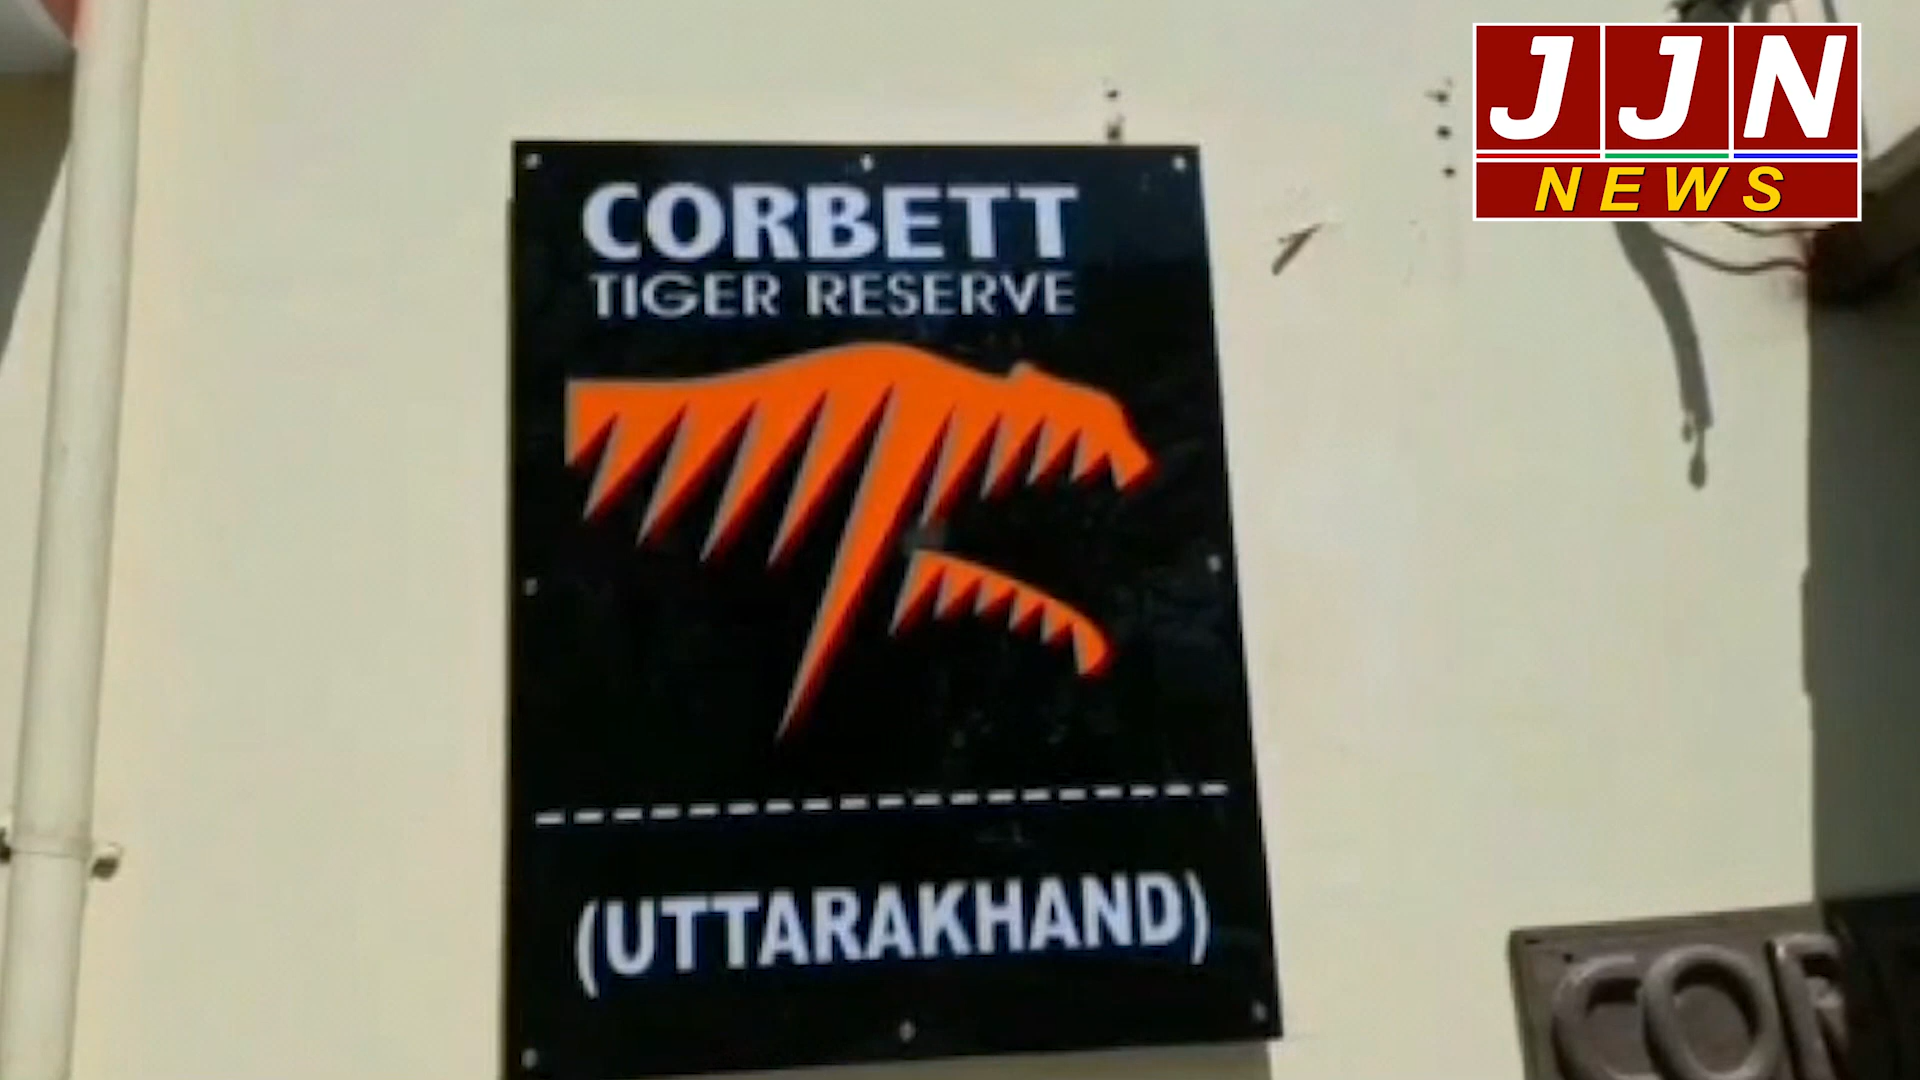 JJN
NEWS
CORBETT
TIGER RESERVE
(UTTARAKHAND)